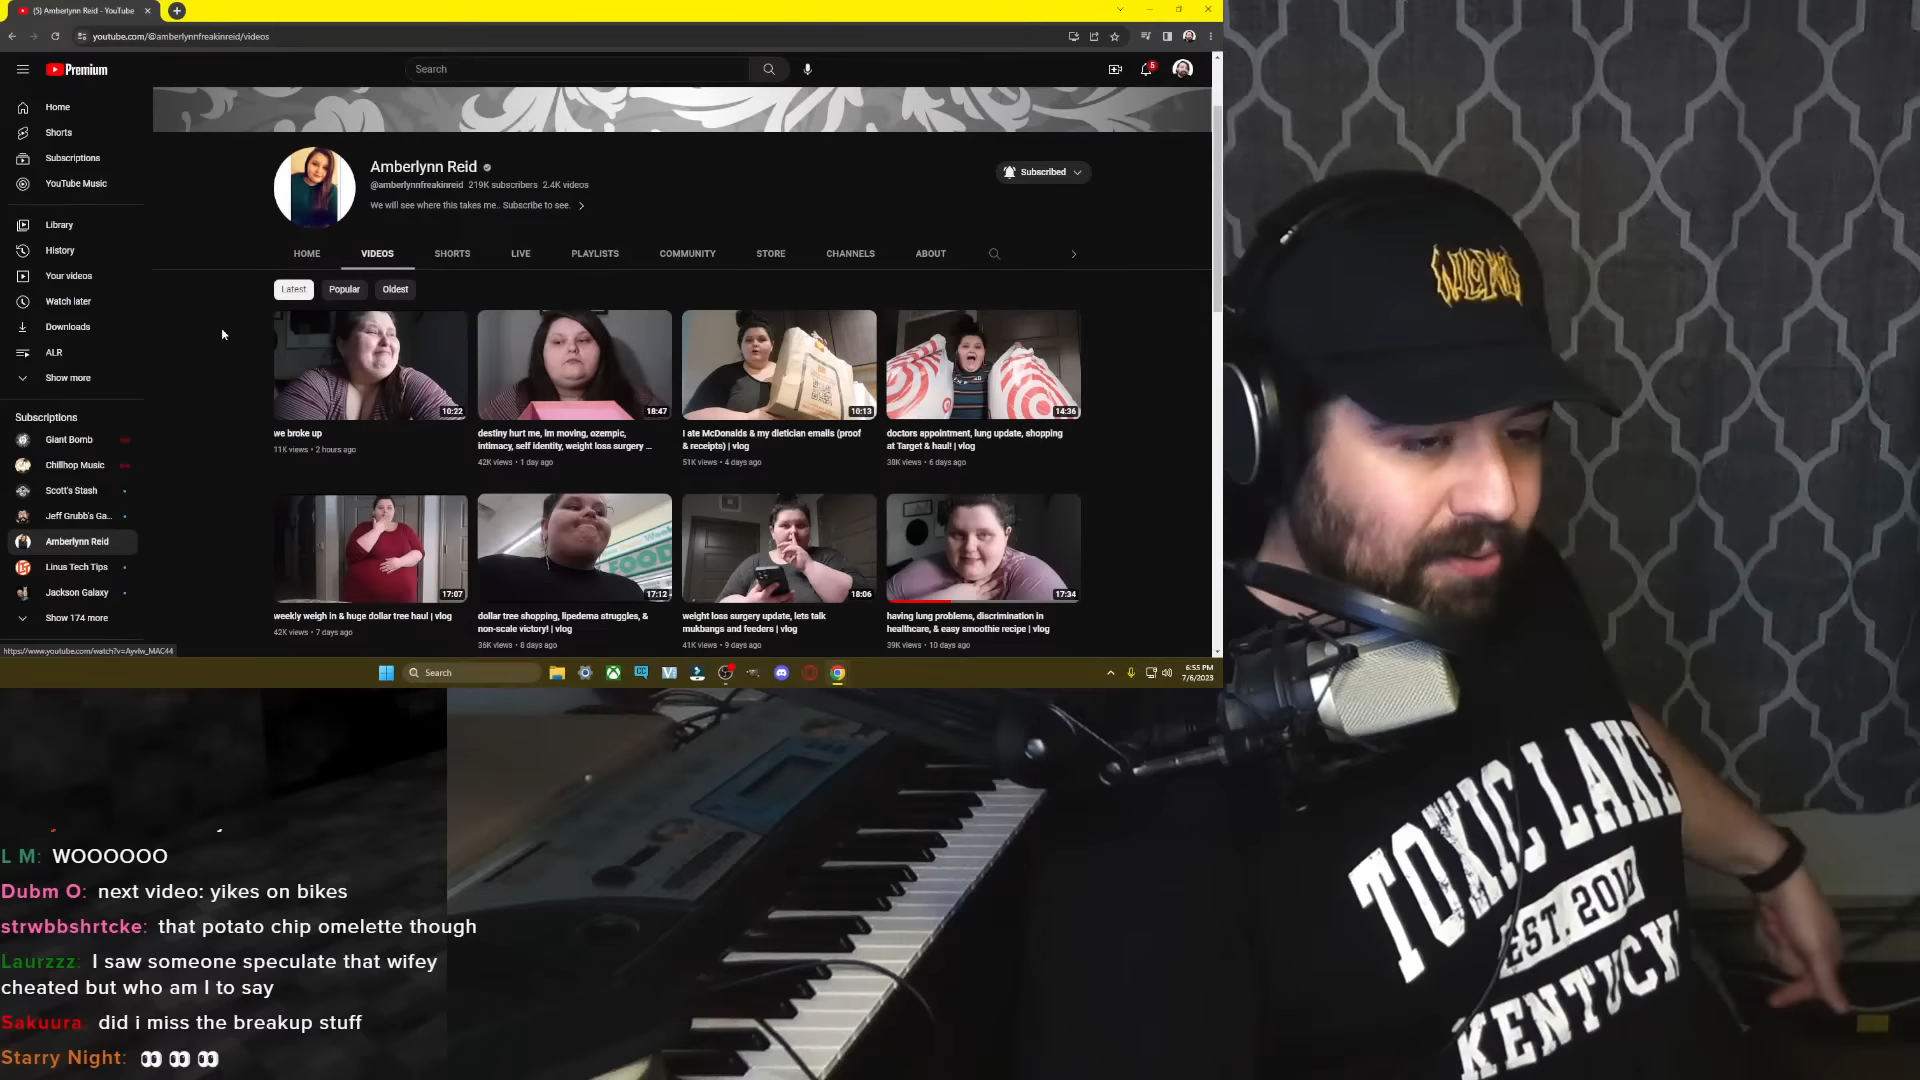 (5) Amberlynn Reid - YouTube
youtube.com/@amberlynnfreakinreid/videos
Premium
Search
5
Home
Shorts
Subscriptions
YouTube Music
Library
History
Your videos
Watch later
Downloads
ALR
Show more
Subscriptions
Giant Bomb
Chillhop Music
Scott's Stash
Jeff Grubb's Ga...
Amberlynn Reid
Linus Tech Tips
Jackson Galaxy
Show 174 more
Amberlynn Reid
@amberlynnfreakinreid 219K subscribers 2.4K videos
We will see where this takes me.. Subscribe to see.
Subscribed
HOME VIDEOS SHORTS LIVE PLAYLISTS COMMUNITY STORE CHANNELS ABOUT
Latest Popular Oldest
10:22
we broke up
11K views • 2 hours ago
18:47
destiny hurt me, im moving, ozempic,
intimacy, self identity, weight loss surgery ...
42K views • 1 day ago
10:13
I ate McDonalds & my dietician emails (proof
& receipts) | vlog
51K views • 4 days ago
14:36
doctors appointment, lung update, shopping
at Target & haul! | vlog
38K views • 6 days ago
17:07
weekly weigh in & huge dollar tree haul | vlog
42K views • 7 days ago
FOOD
17:12
dollar tree shopping, lipedema struggles, &
non-scale victory! | vlog
36K views • 8 days ago
18:06
weight loss surgery update, lets talk
mukbangs and feeders | vlog
41K views • 9 days ago
17:34
having lung problems, discrimination in
healthcare, & easy smoothie recipe | vlog
39K views • 10 days ago
Search
6:55 PM
7/6/2023
L M: WOOOOOO
Dubm O: next video: yikes on bikes
strwbbshrtcke: that potato chip omelette though
Laurzzz: I saw someone speculate that wifey
cheated but who am I to say
Sakuura: did i miss the breakup stuff
Starry Night:
TOXIC LAKE
EST. 2018
KENTUCKY